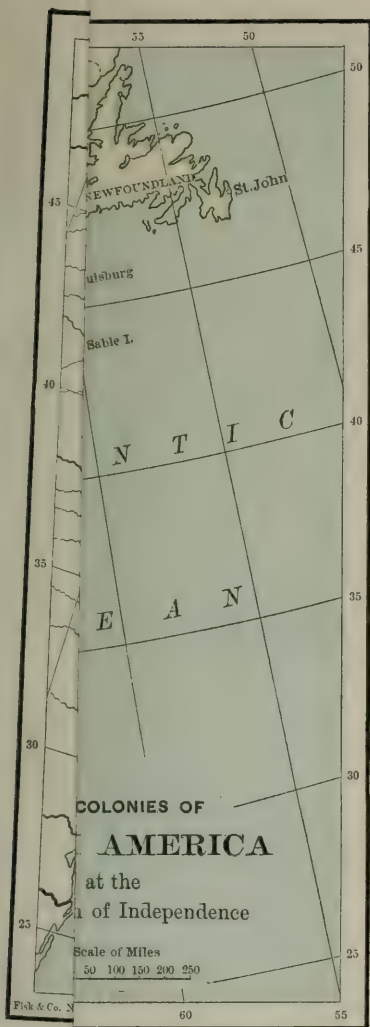 55 50
50
45
NEWFOUNDLAND
St. John
45
uisburg
Sable I.
40
40
N T I C
35
35
E A N
30
30
COLONIES OF
AMERICA
at the
n of Independence
25
25
Scale of Miles
50 100 150 200 250
Fisk & Co. N
60 55